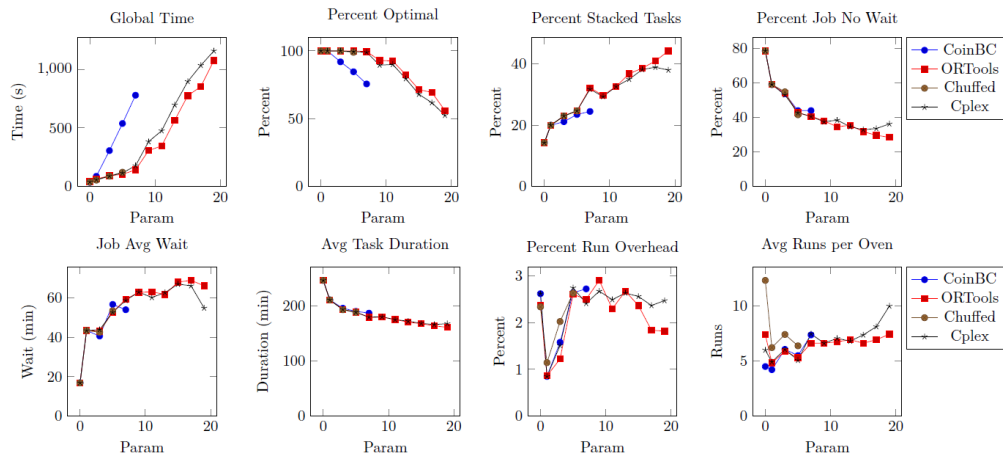 Global Time
Time (s)
1,000
500
0
0 10 20
Param
Percent Optimal
Percent
100
50
0
0 10 20
Param
Percent Stacked Tasks
Percent
40
20
0
0 10 20
Param
Percent Job No Wait
Percent
80
60
40
20
0
0 10 20
Param
CoinBC
ORTools
Chuffed
Cplex
Job Avg Wait
Wait (min)
60
40
20
0
0 10 20
Param
Avg Task Duration
Duration (min)
200
100
0
0 10 20
Param
Percent Run Overhead
Percent
3
2
1
0
0 10 20
Param
Avg Runs per Oven
Runs
10
5
0
0 10 20
Param
CoinBC
ORTools
Chuffed
Cplex